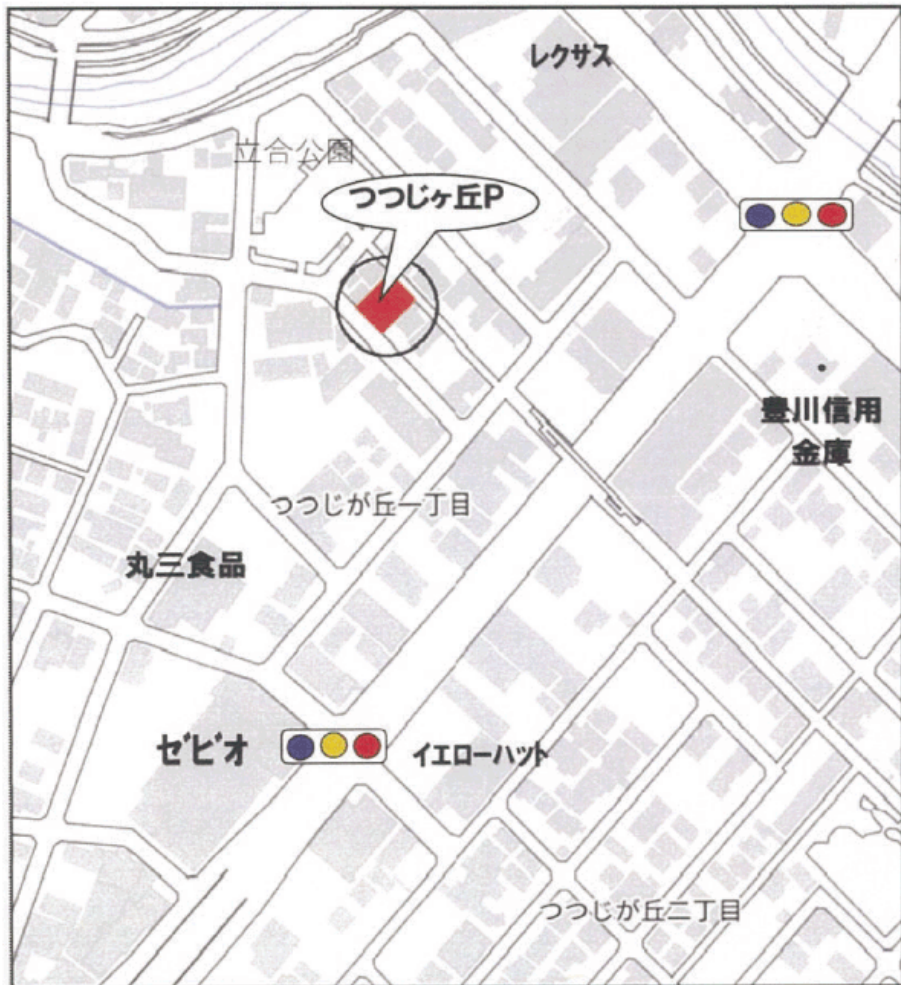 レクサス
立合公園
つつじヶ丘P
豊川信用
金庫
つつじが丘一丁目
丸三食品
ゼビオ
イエローハット
つつじが丘二丁目